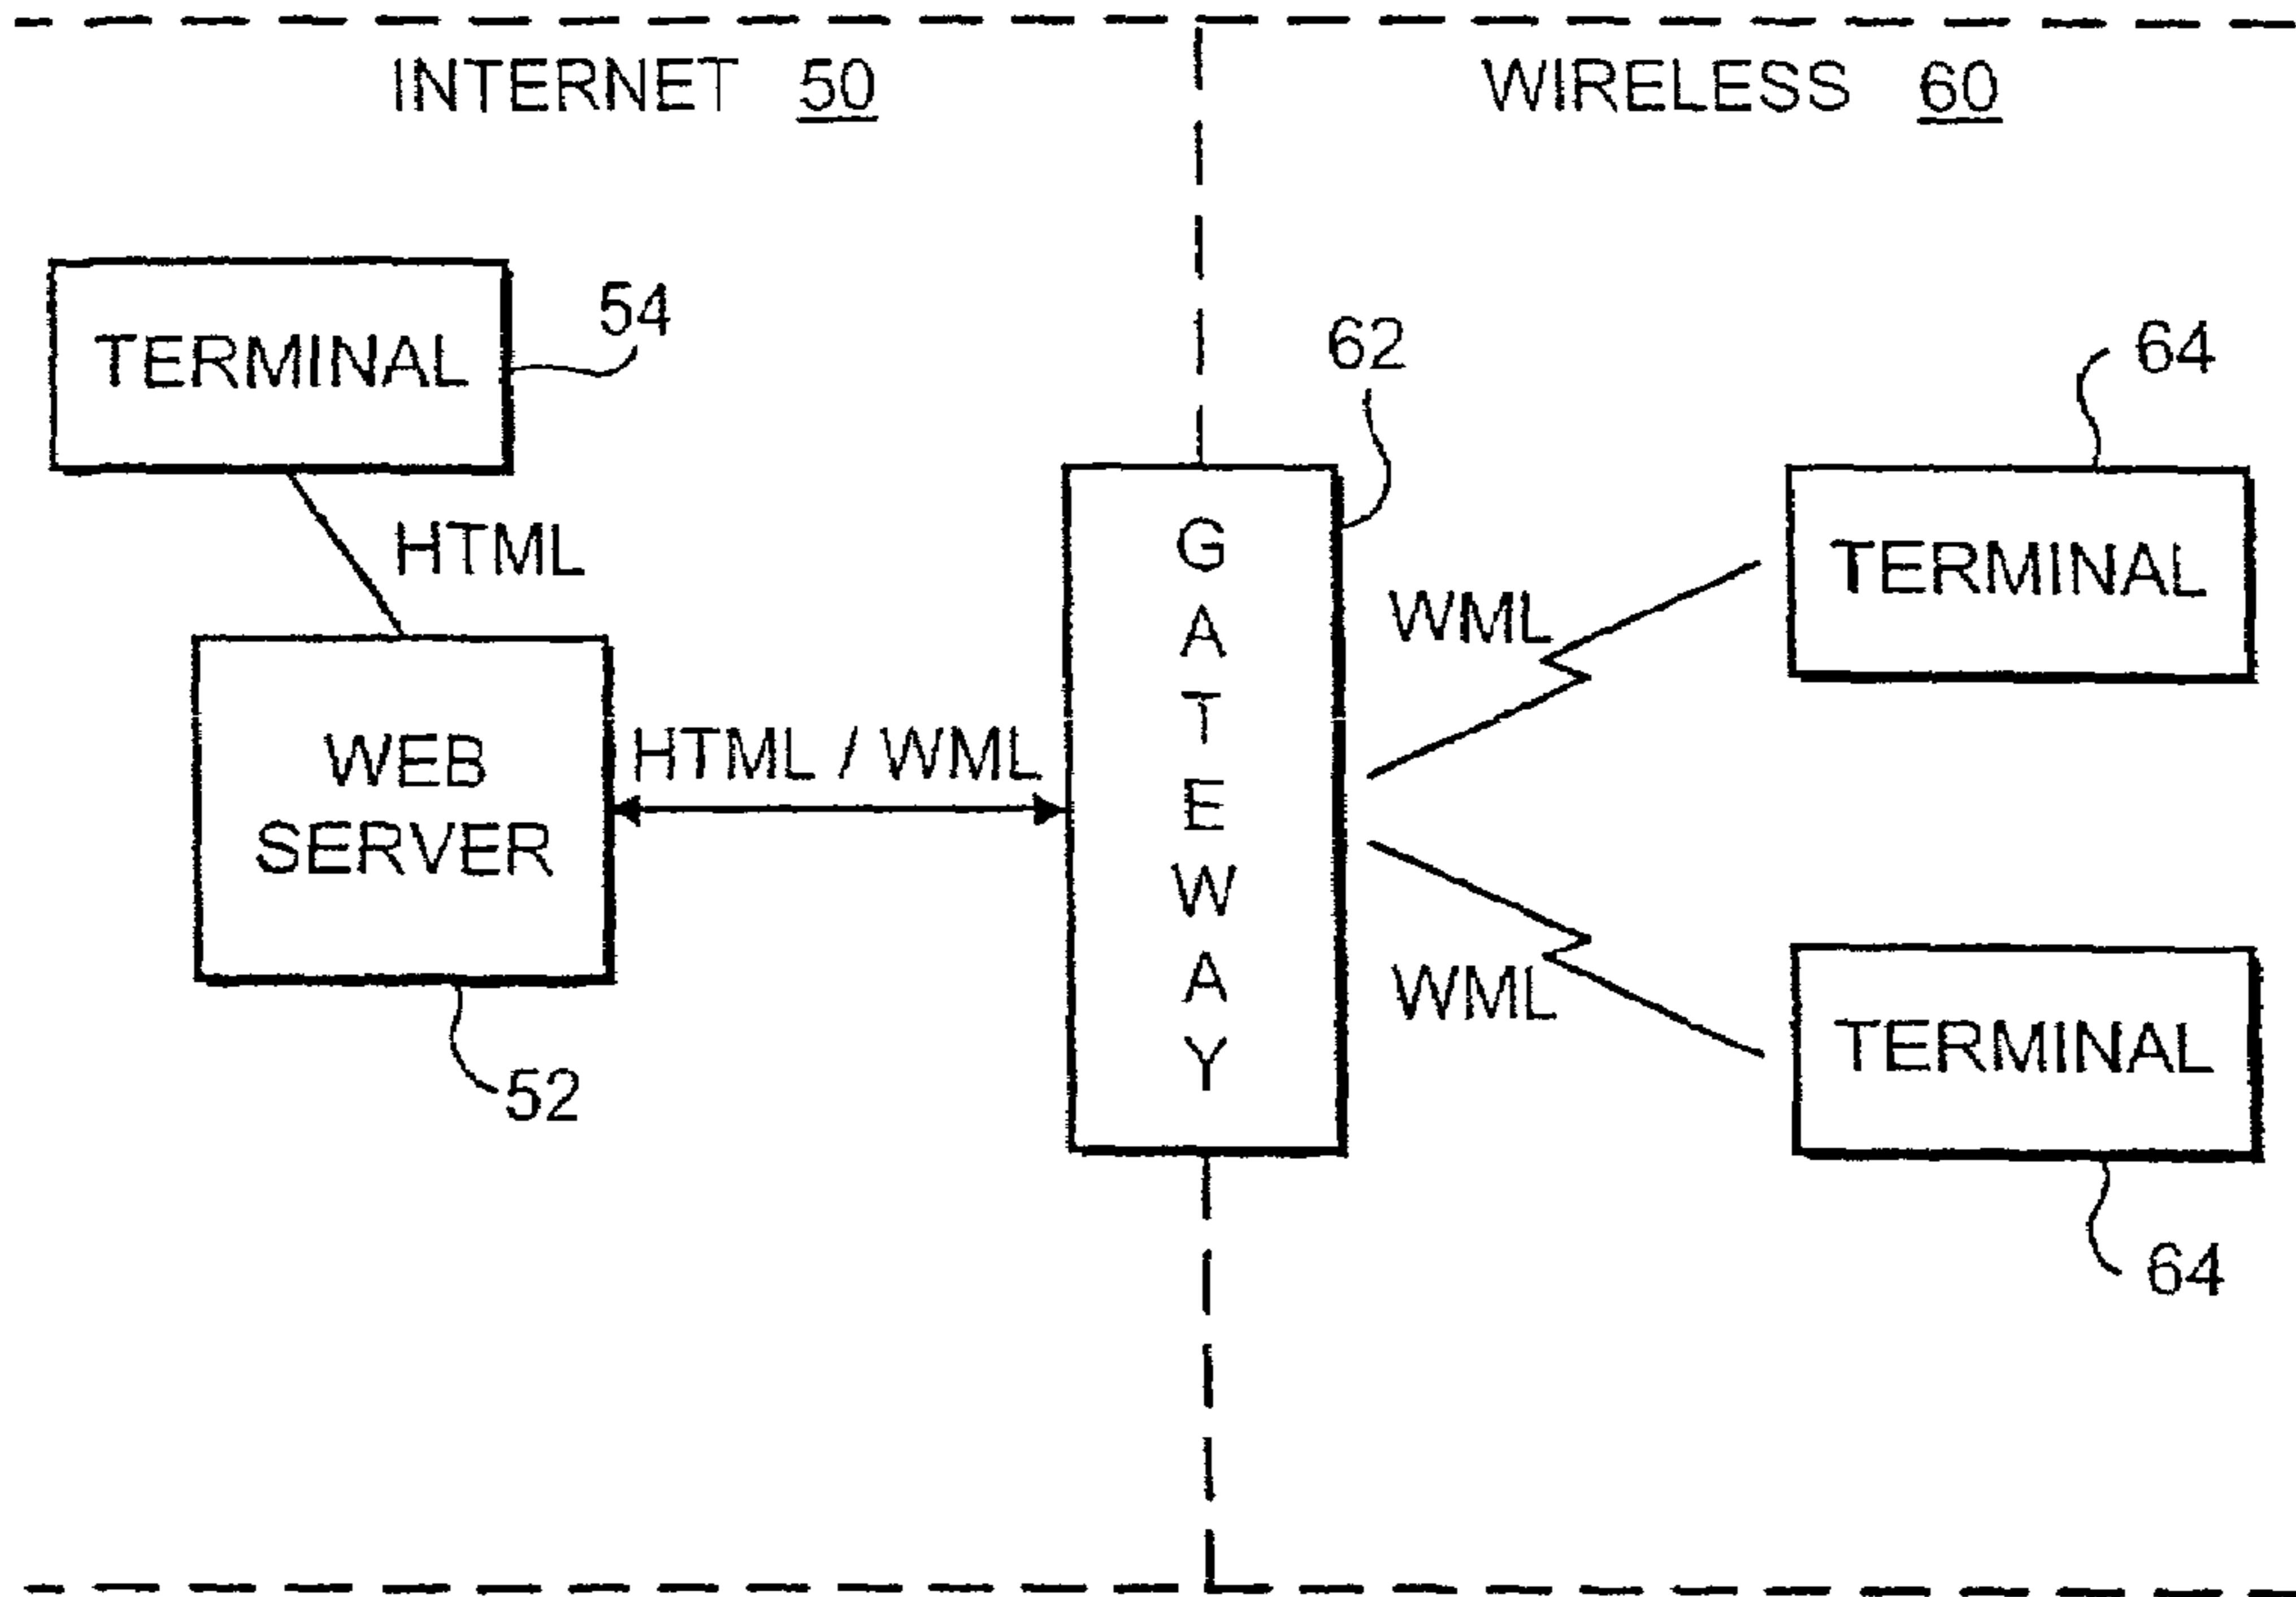 INTERNET 50
WIRELESS 60
TERMINAL
54
HTML
WEB
SERVER
52
HTML / WML
GATEWAY
62
WML
WML
TERMINAL
64
TERMINAL
64